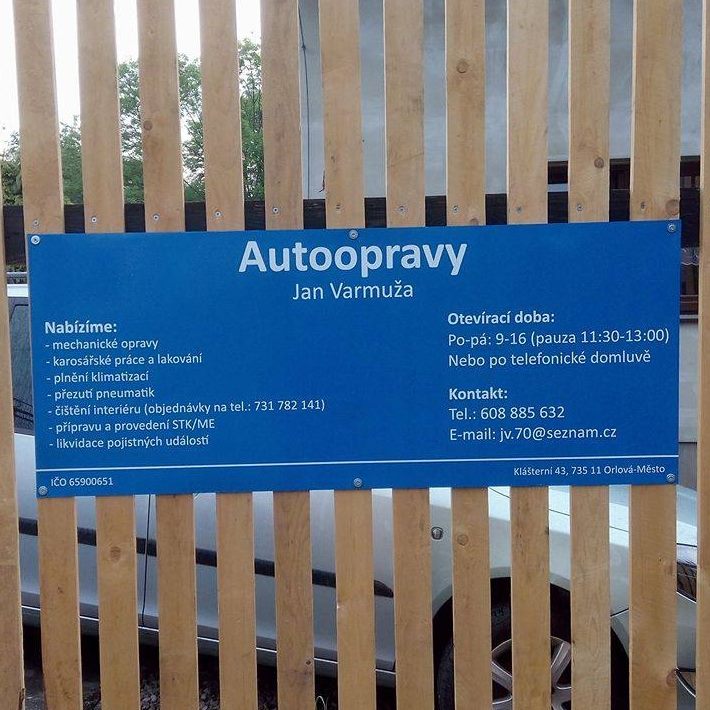 Autoopravy
Jan Varmuža
Nabízíme:
- mechanické opravy
- karosářské práce a lakování
- plnění klimatizací
- přezutí pneumatik
- čištění interiéru (objednávky na tel.: 731 782 141)
- přípravu a provedení STK/ME
- likvidace pojistných událostí
Otevírací doba:
Po-pá: 9-16 (pauza 11:30-13:00)
Nebo po telefonické domluvě
Kontakt:
Tel.: 608 885 632
E-mail: jv.70@seznam.cz
IČO 65900651
Klášterní 43, 735 11 Orlová-Město